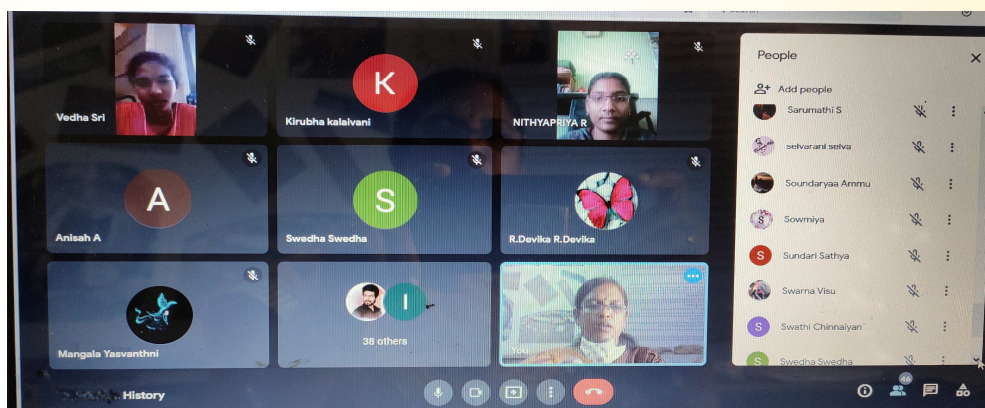 Vedha Sri
K
Kirubha kalaivani
NITHYAPRIYA R
A
Anisah A
S
Swedha Swedha
R.Devika R.Devika
Mangala Yasvanthni
I
38 others
You
People
Add people
Sarumathi S
selvarani selva
Soundaryaa Ammu
S
Sowmiya
S
Sundari Sathya
Swarna Visu
S
Swathi Chinnaiyan
S
Swedha Swedha
History
46